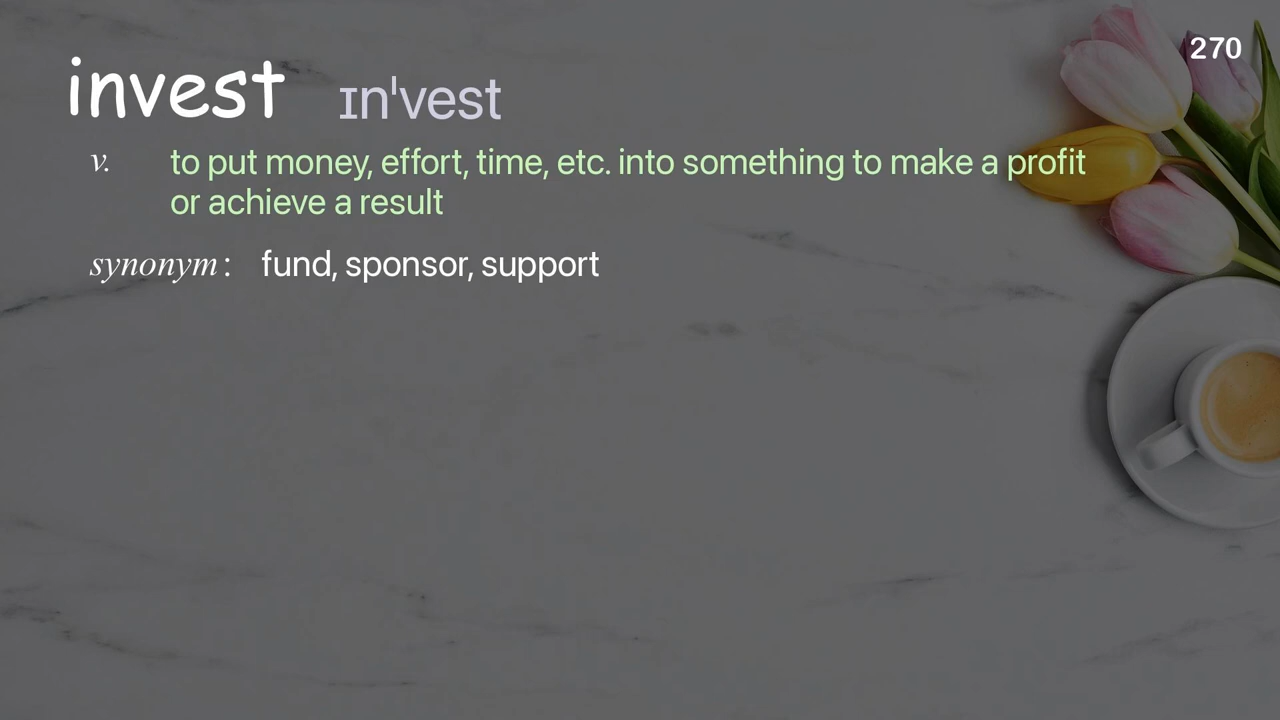 270
invest ɪnˈvest
v. to put money, effort, time, etc. into something to make a profit
or achieve a result
synonym : fund, sponsor, support